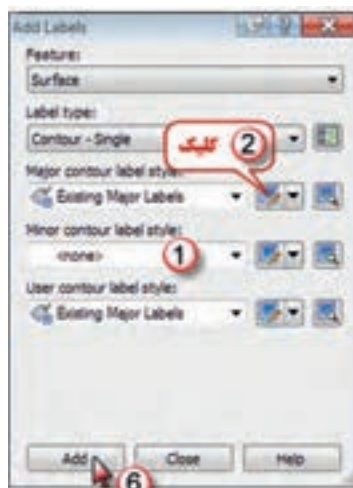 Add Labels
Feature:
Surface
Label type:
Contour - Single
کلیک 2
Major contour label style:
Existing Major Labels
Minor contour label style:
<none> 1
User contour label style:
Existing Major Labels
Add Close Help
6